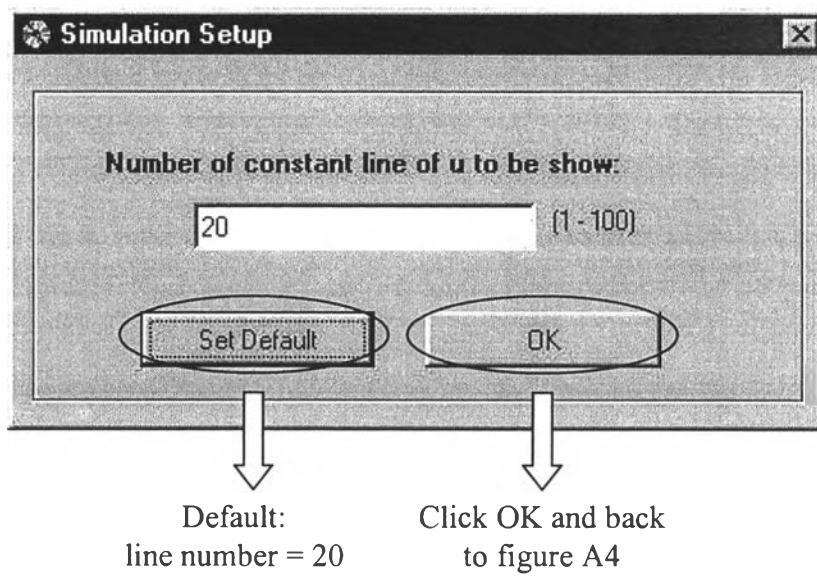 Simulation Setup
Number of constant line of u to be show:
20
(1 - 100)
Set Default
OK
Default:
line number = 20
Click OK and back
to figure A4